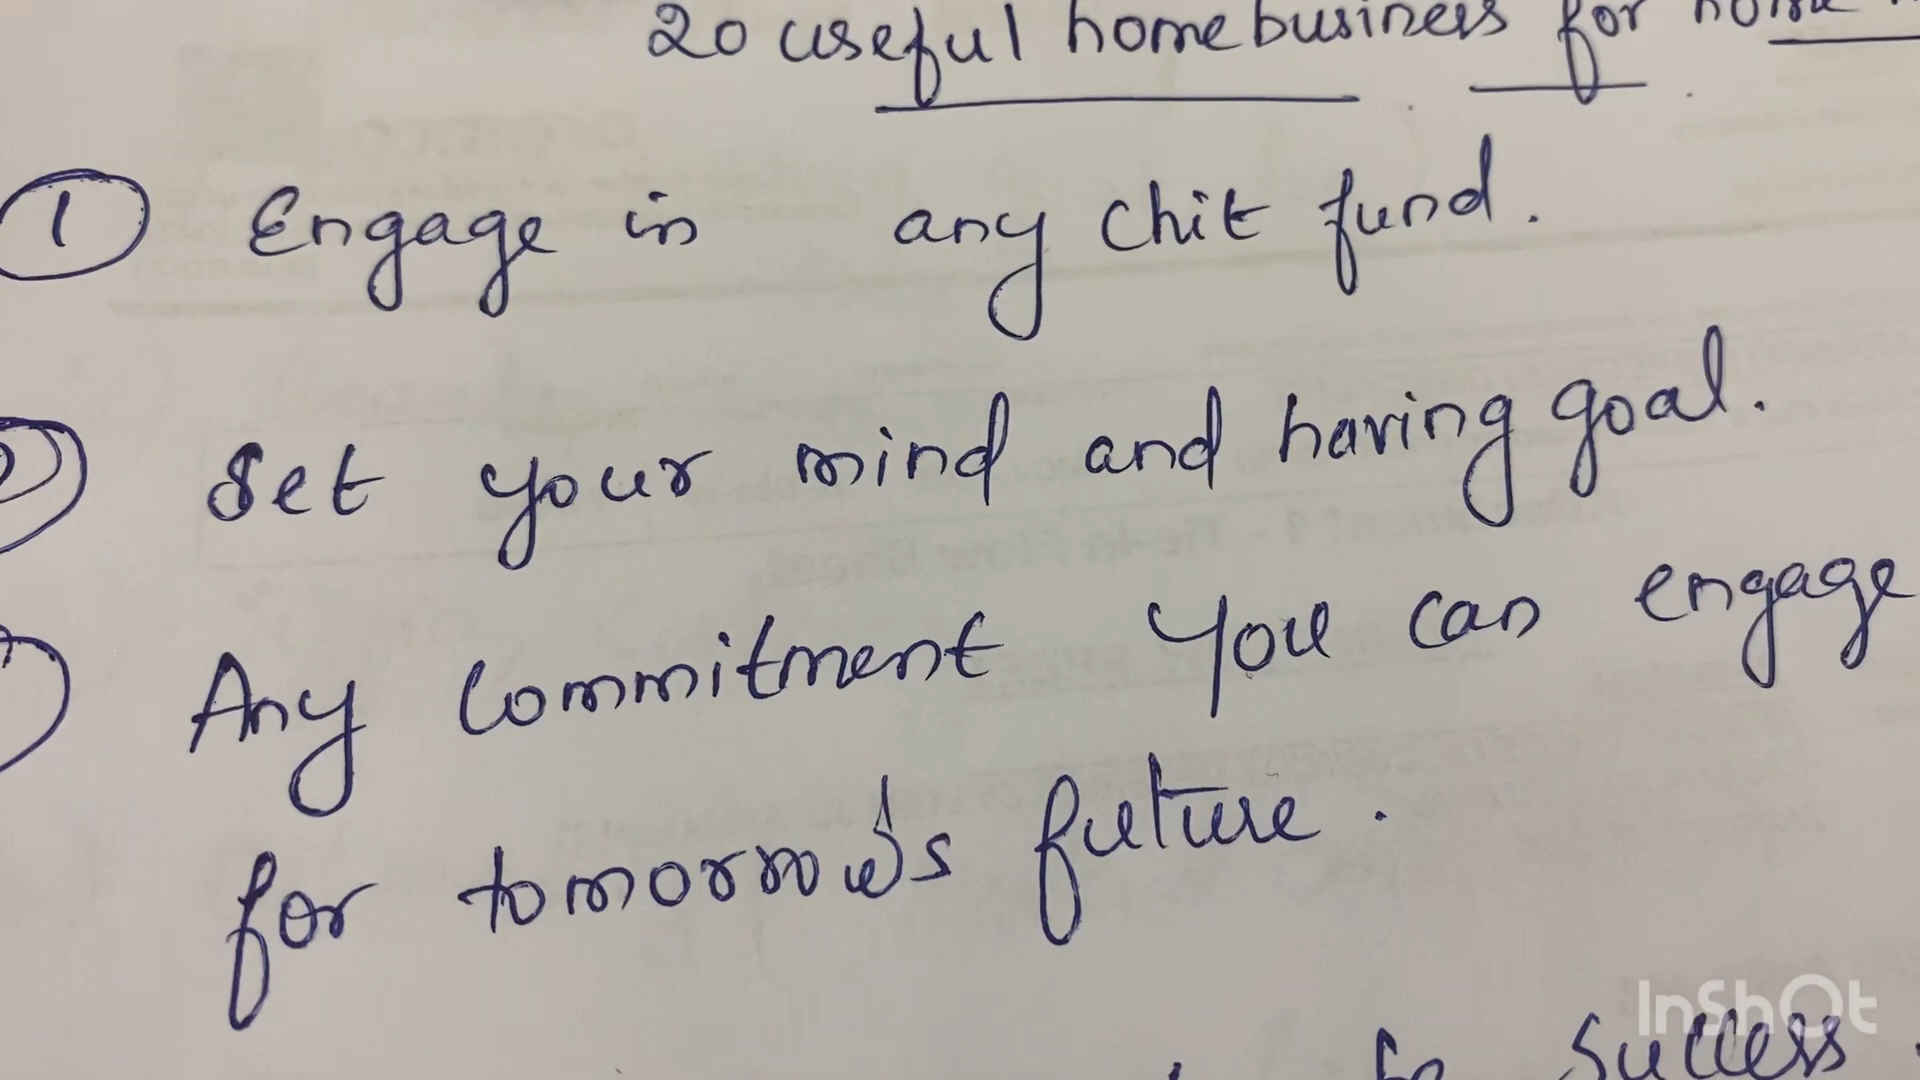 20 useful home business for
① Engage in any chit fund.
Set your mind and having goal.
Any commitment you can engage
for tomorrow's future.
success.
InShOt